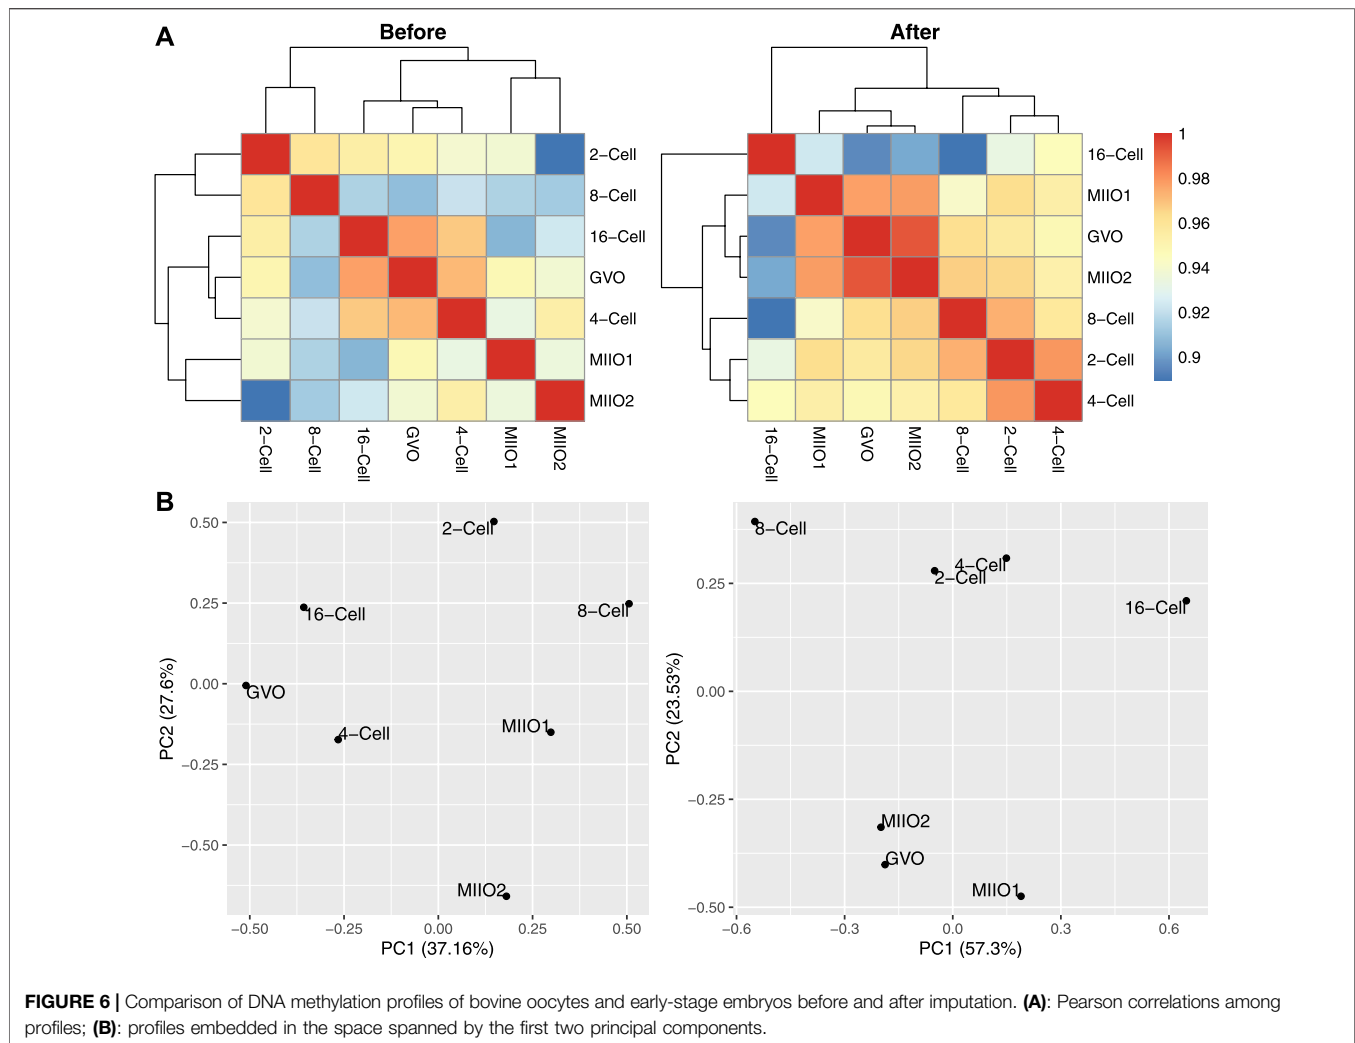 A
Before
After
2−Cell
8−Cell
16−Cell
GVO
4−Cell
MIIO1
MIIO2
2−Cell
8−Cell
16−Cell
GVO
4−Cell
MIIO1
MIIO2
16−Cell
MIIO1
GVO
MIIO2
8−Cell
2−Cell
4−Cell
16−Cell
MIIO1
GVO
MIIO2
8−Cell
2−Cell
4−Cell
1
0.98
0.96
0.94
0.92
0.9
B
0.50
0.25
0.00
−0.25
−0.50
PC2 (27.6%)
2−Cell
16−Cell
8−Cell
GVO
4−Cell
MIIO1
MIIO2
−0.50
−0.25
0.00
0.25
0.50
PC1 (37.16%)
0.25
0.00
−0.25
−0.50
PC2 (23.53%)
8−Cell
4−Cell
2−Cell
16−Cell
MIIO2
GVO
MIIO1
−0.6
−0.3
0.0
0.3
0.6
PC1 (57.3%)
FIGURE 6 | Comparison of DNA methylation profiles of bovine oocytes and early-stage embryos before and after imputation. (A): Pearson correlations among
profiles; (B): profiles embedded in the space spanned by the first two principal components.